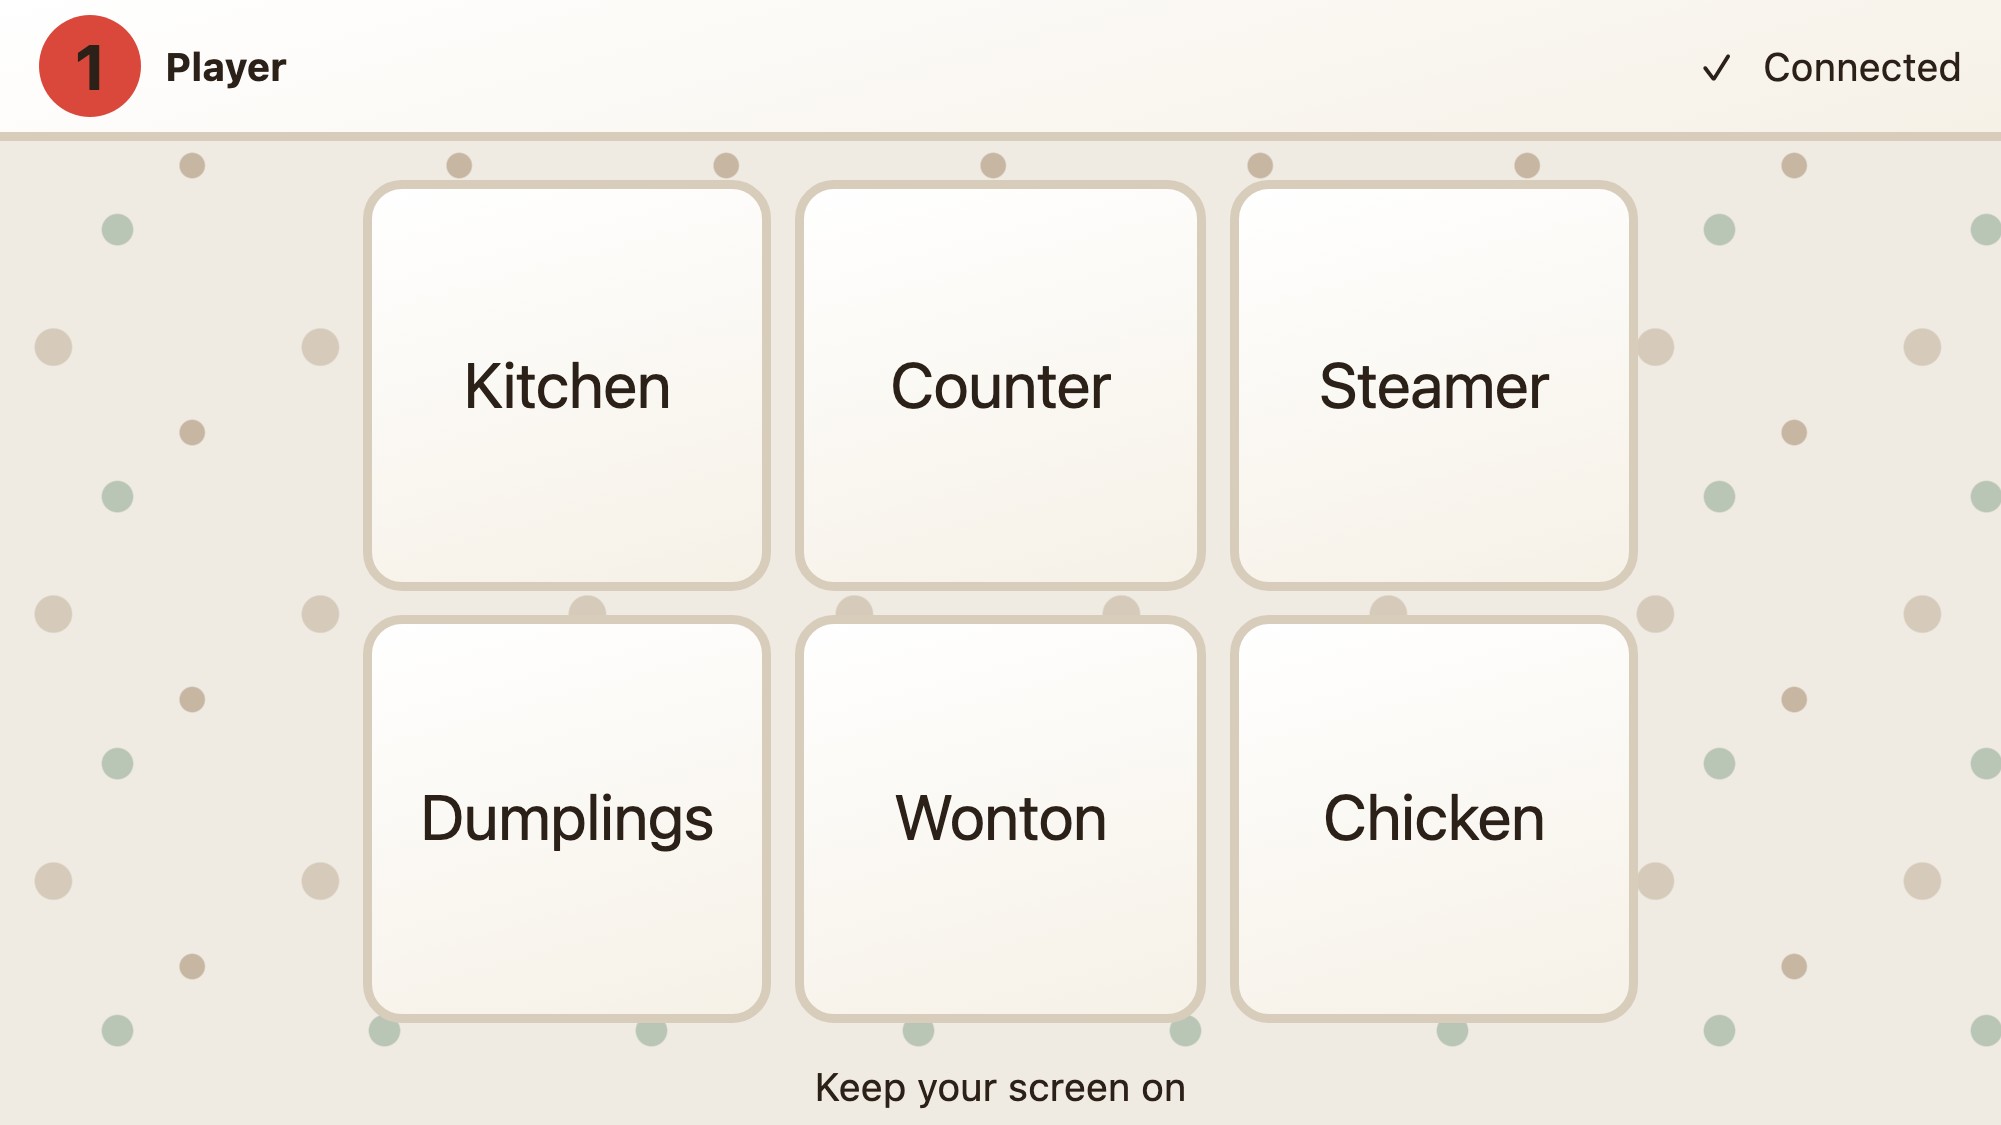 1 Player
✓ Connected
Kitchen
Counter
Steamer
Dumplings
Wonton
Chicken
Keep your screen on